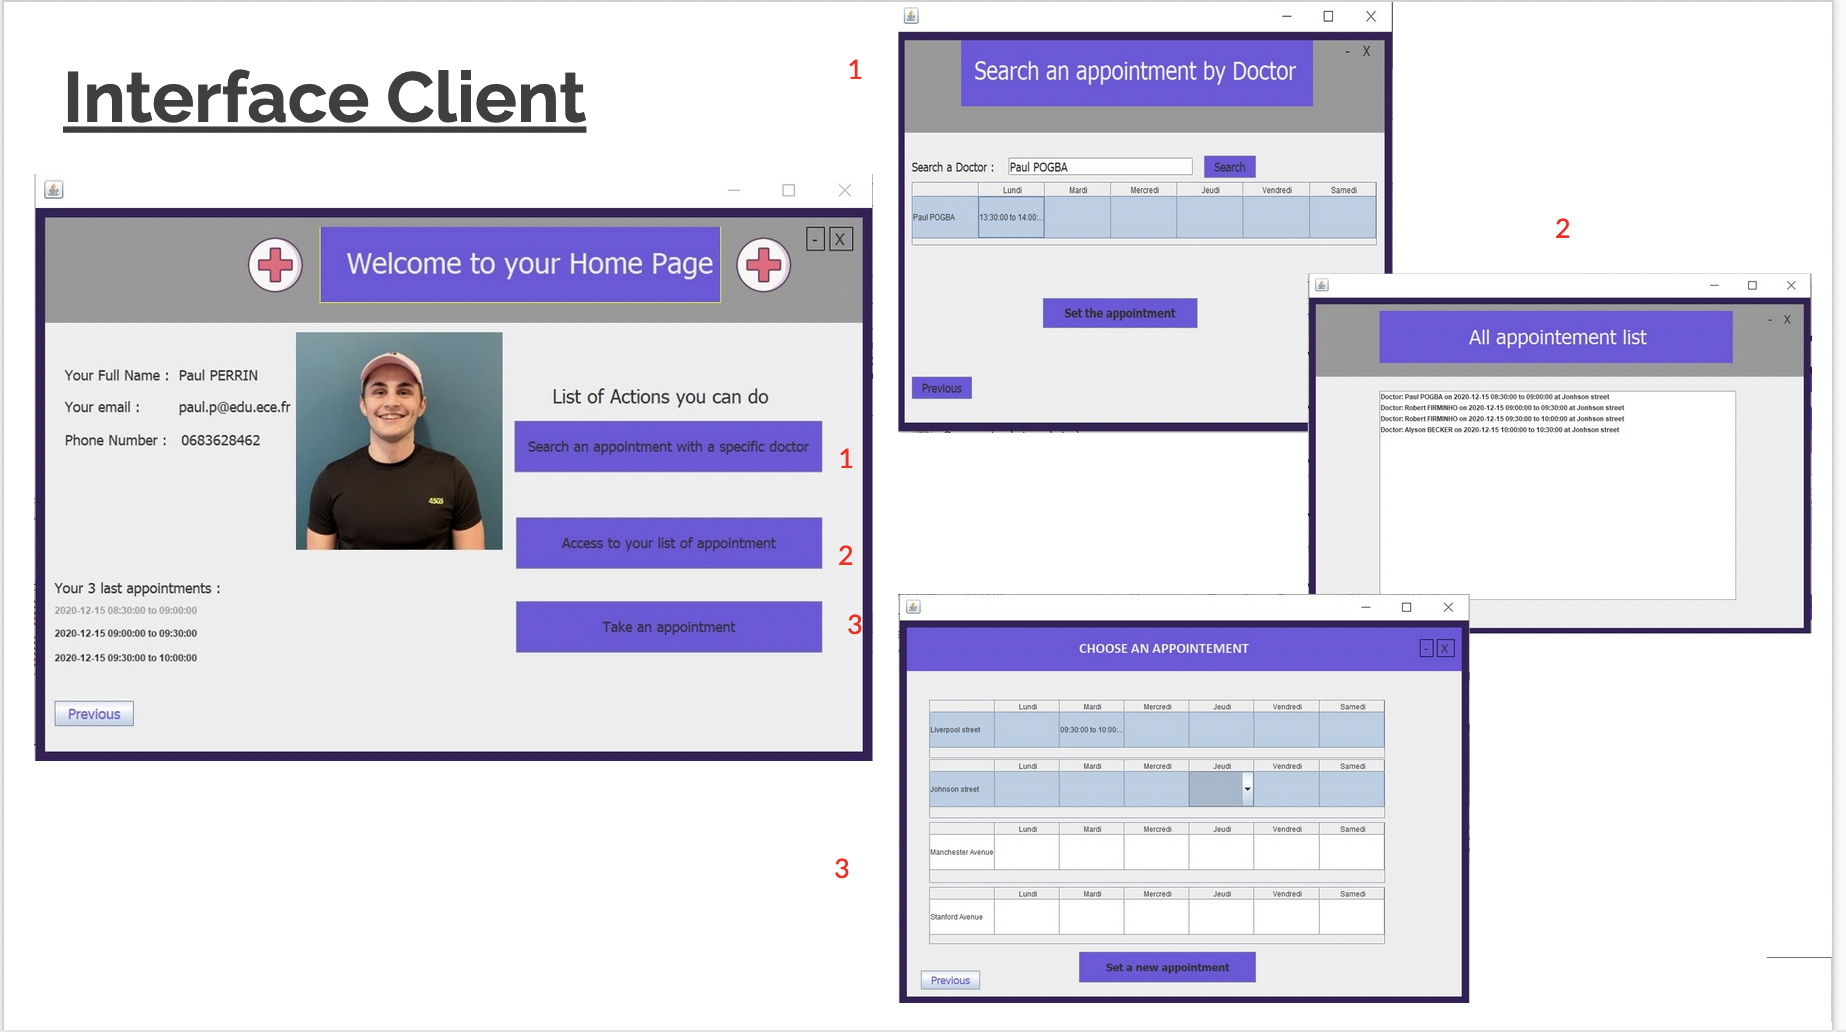 Interface Client
Welcome to your Home Page
- X
Your Full Name : Paul PERRIN
Your email : paul.p@edu.ece.fr
Phone Number : 0683628462
List of Actions you can do
Search an appointment with a specific doctor
1
Access to your list of appointment
2
Take an appointment
3
Your 3 last appointments :
2020-12-15 08:30:00 to 09:00:00
2020-12-15 09:00:00 to 09:30:00
2020-12-15 09:30:00 to 10:00:00
Previous
1
Search an appointment by Doctor
- X
Search a Doctor : Paul POGBA Search
Lundi Mardi Mercredi Jeudi Vendredi Samedi
Paul POGBA 13:30:00 to 14:00:...
Set the appointment
Previous
2
All appointement list
- X
Doctor: Paul POGBA on 2020-12-15 08:30:00 to 09:00:00 at Jonhson street
Doctor: Robert FIRMINHO on 2020-12-15 09:00:00 to 09:30:00 at Jonhson street
Doctor: Robert FIRMINHO on 2020-12-15 09:30:00 to 10:00:00 at Jonhson street
Doctor: Alyson BECKER on 2020-12-15 10:00:00 to 10:30:00 at Jonhson street
3
CHOOSE AN APPOINTEMENT
- X
Lundi Mardi Mercredi Jeudi Vendredi Samedi
Liverpool street 09:30:00 to 10:00:...
Lundi Mardi Mercredi Jeudi Vendredi Samedi
Johnson street
Lundi Mardi Mercredi Jeudi Vendredi Samedi
Manchester Avenue
Lundi Mardi Mercredi Jeudi Vendredi Samedi
Stanford Avenue
Set a new appointment
Previous